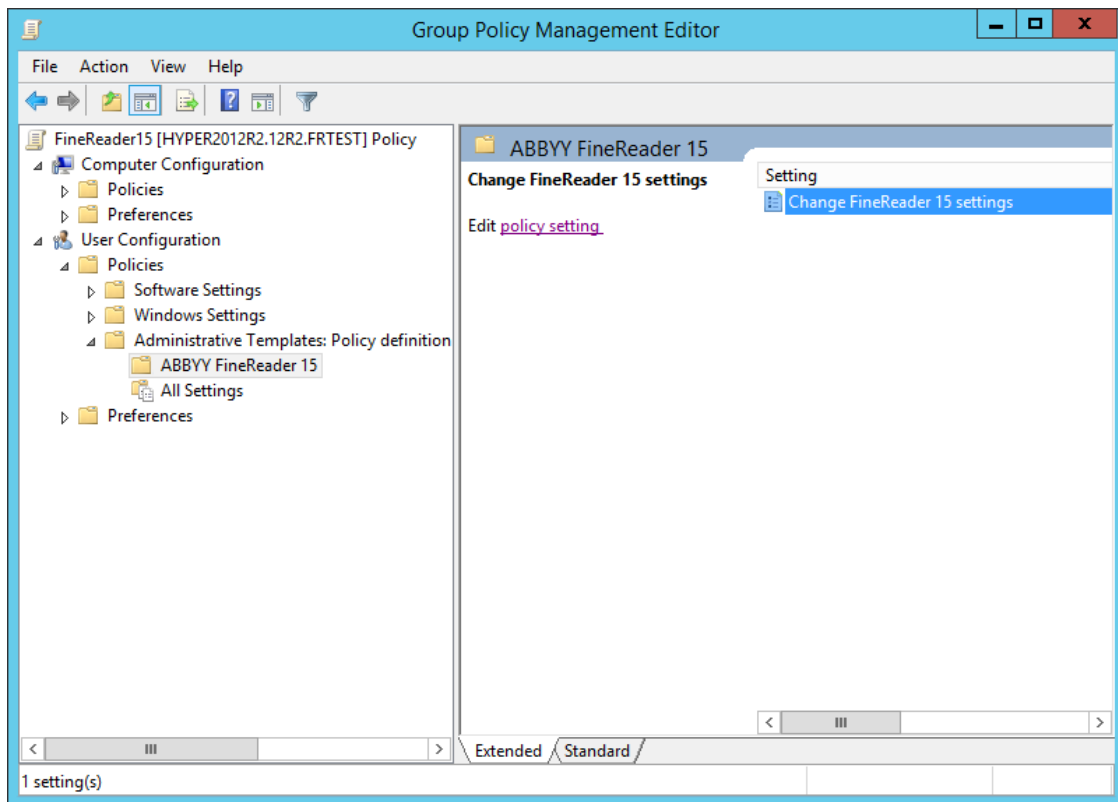 Group Policy Management Editor
File Action View Help
FineReader15 [HYPER2012R2.12R2.FRTEST] Policy
Computer Configuration
Policies
Preferences
User Configuration
Policies
Software Settings
Windows Settings
Administrative Templates: Policy definition
ABBYY FineReader 15
All Settings
Preferences
ABBYY FineReader 15
Change FineReader 15 settings
Edit policy setting
Setting
Change FineReader 15 settings
Extended Standard
1 setting(s)